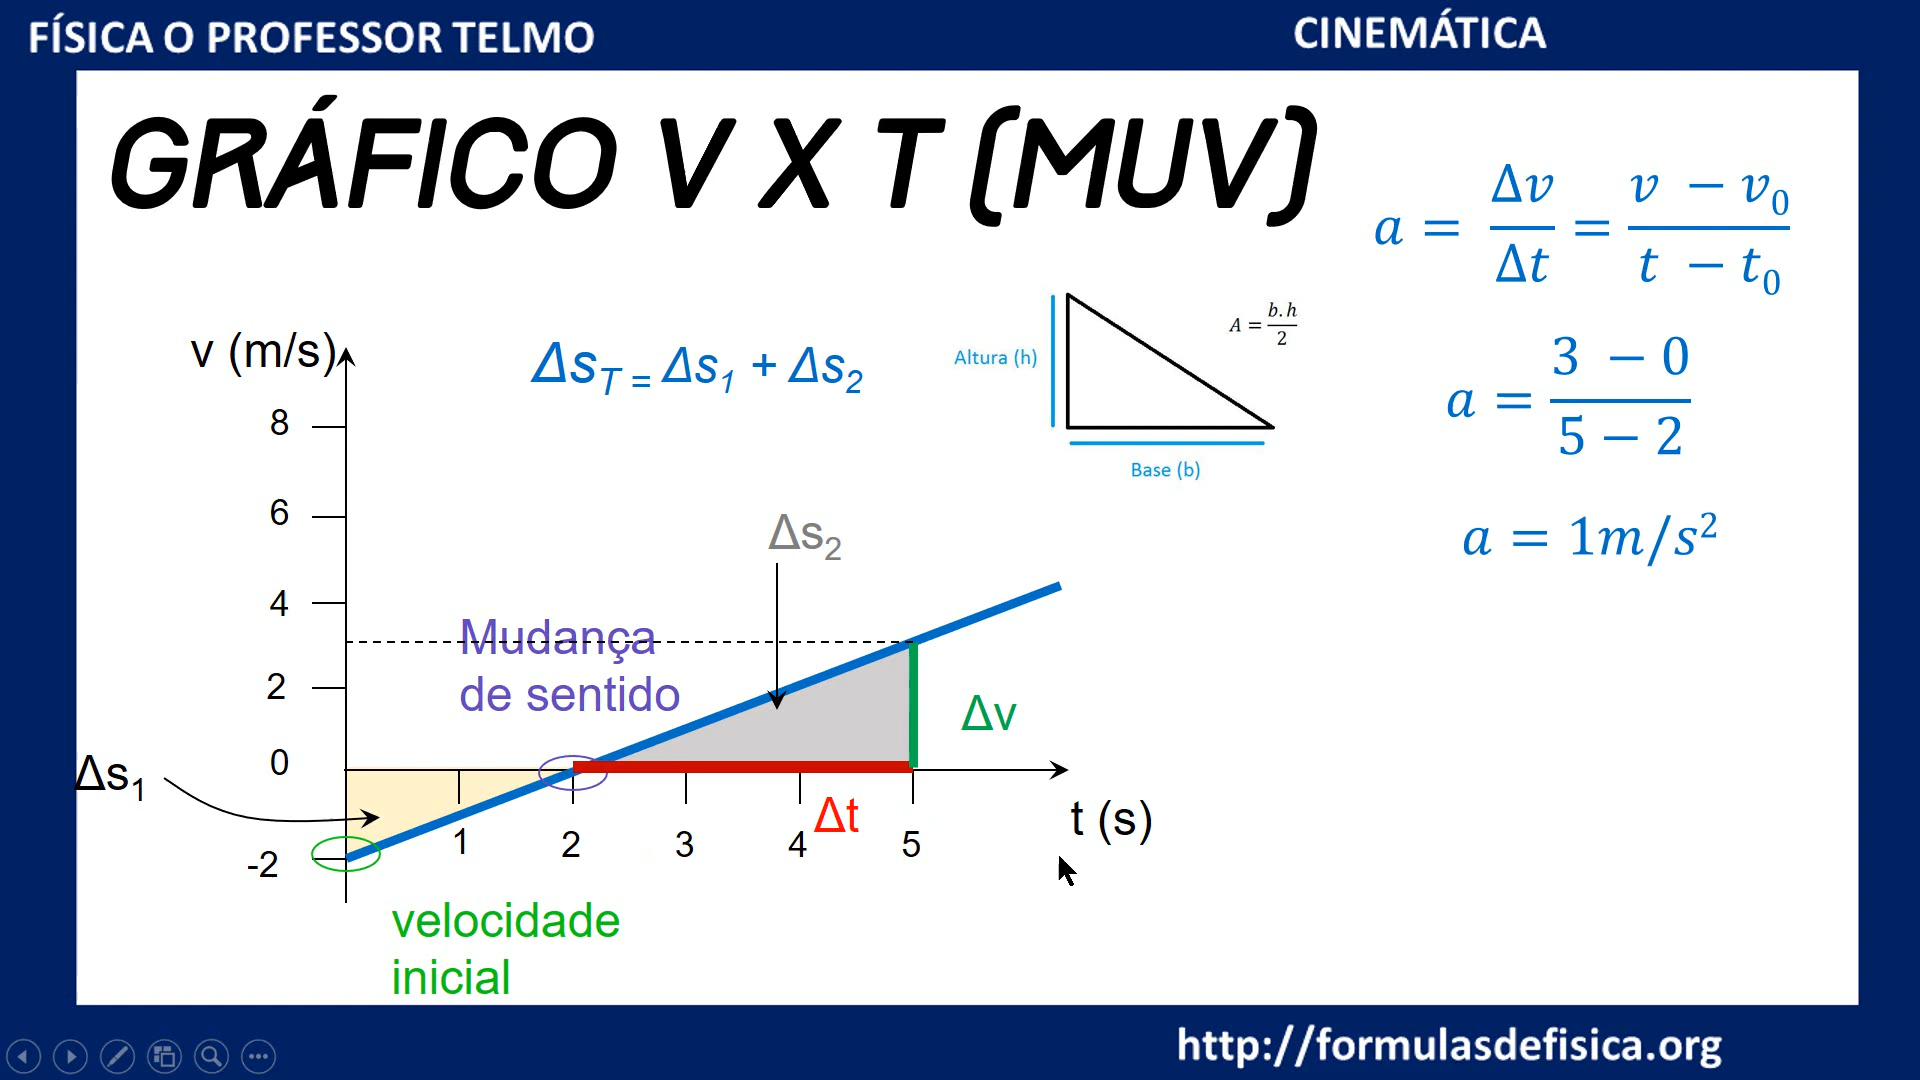 FÍSICA O PROFESSOR TELMO
CINEMÁTICA
GRÁFICO V X T (MUV)
a = Δv/Δt = (v − v₀)/(t − t₀)
a = (3 − 0)/(5 − 2)
a = 1m/s²
Altura (h)
A = b.h/2
Base (b)
v (m/s)
Δs_T = Δs₁ + Δs₂
8
6
4
2
0
-2
Δs₂
Mudança
de sentido
Δv
Δs₁
Δt
t (s)
1 2 3 4 5
velocidade
inicial
http://formulasdefisica.org